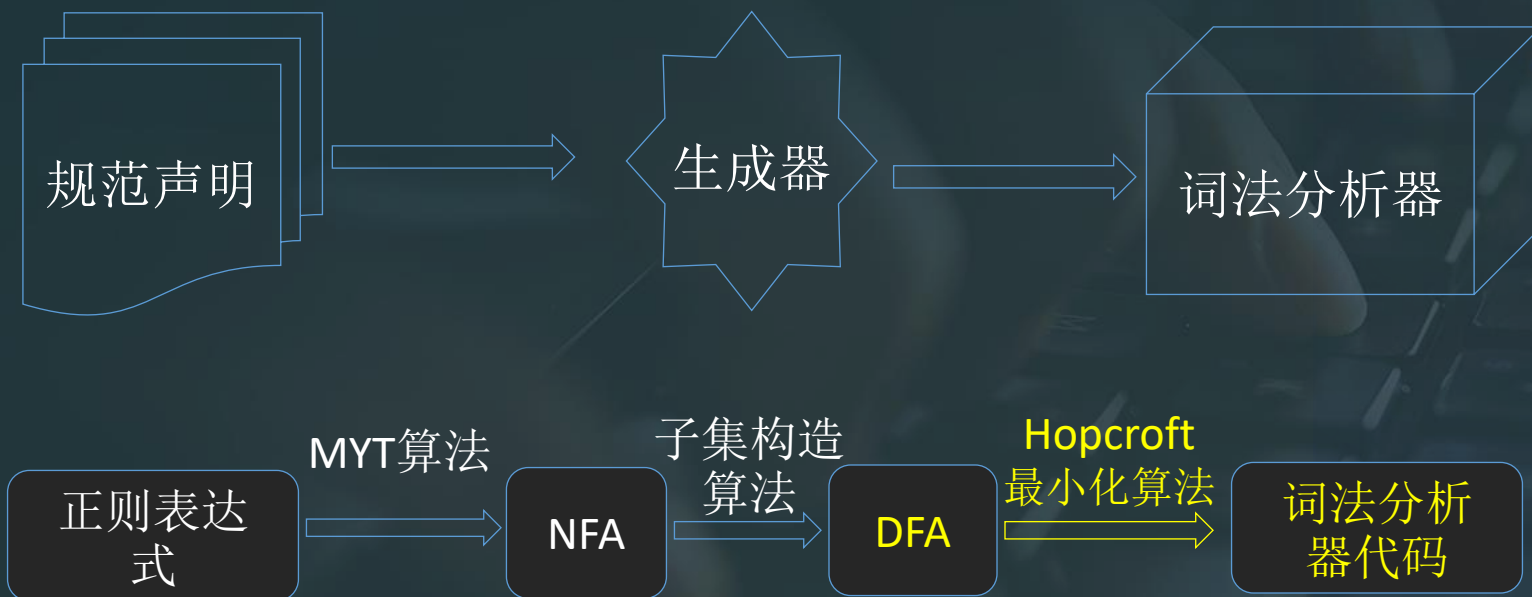 规范声明
生成器
词法分析器
MYT算法
子集构造
算法
Hopcroft
最小化算法
正则表达
式
NFA
DFA
词法分析
器代码